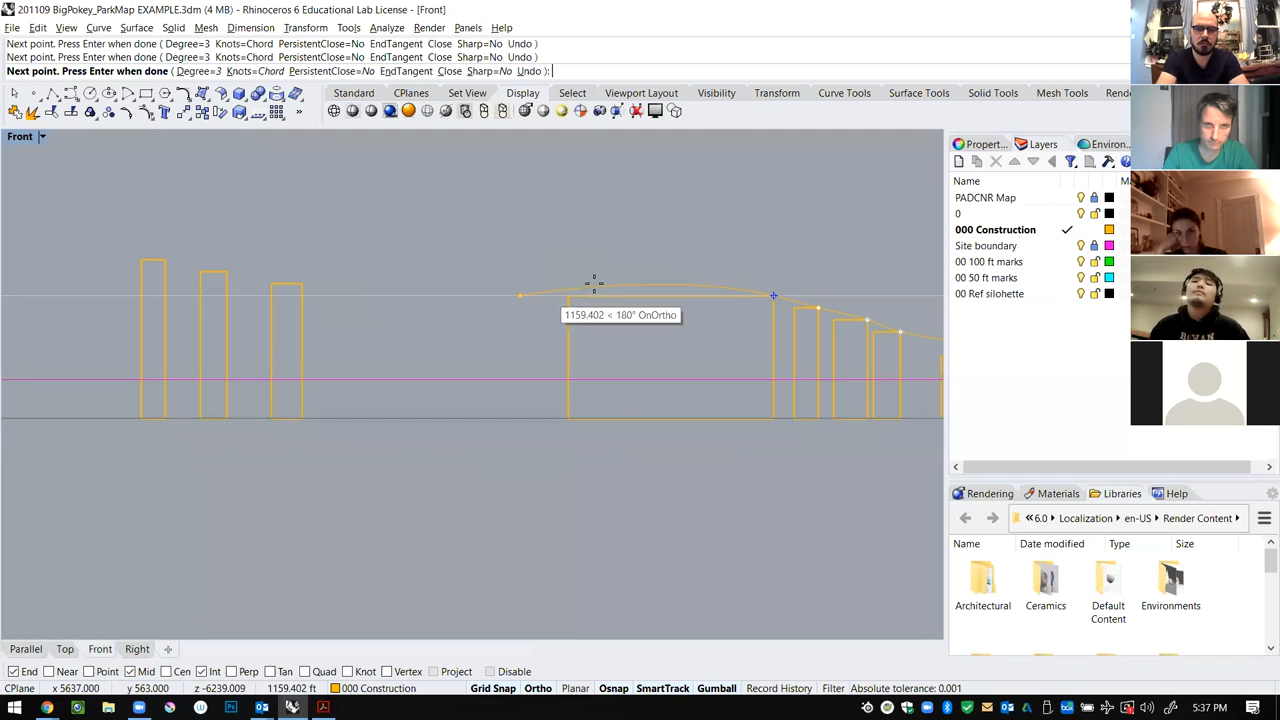 201109 BigPokey_ParkMap EXAMPLE.3dm (4 MB) - Rhinoceros 6 Educational Lab License - [Front]
File Edit View Curve Surface Solid Mesh Dimension Transform Tools Analyze Render Panels Help
Next point. Press Enter when done ( Degree=3 Knots=Chord PersistentClose=No EndTangent Close Sharp=No Undo )
Next point. Press Enter when done ( Degree=3 Knots=Chord PersistentClose=No EndTangent Close Sharp=No Undo )
Next point. Press Enter when done ( Degree=3 Knots=Chord PersistentClose=No EndTangent Close Sharp=No Undo ):
Standard CPlanes Set View Display Select Viewport Layout Visibility Transform Curve Tools Surface Tools Solid Tools Mesh Tools Rende
Front
Propert... Layers Environ...
Name Ma
PADCNR Map
0
000 Construction
Site boundary
00 100 ft marks
00 50 ft marks
00 Ref silohette
1159.402 < 180° OnOrtho
Rendering Materials Libraries Help
6.0 Localization en-US Render Content
Name Date modified Type Size
Architectural Ceramics Default Content Environments
Parallel Top Front Right
End Near Point Mid Cen Int Perp Tan Quad Knot Vertex Project Disable
CPlane x 5637.000 y 563.000 z -6239.009 1159.402 ft 000 Construction Grid Snap Ortho Planar Osnap SmartTrack Gumball Record History Filter Absolute tolerance: 0.001
5:37 PM